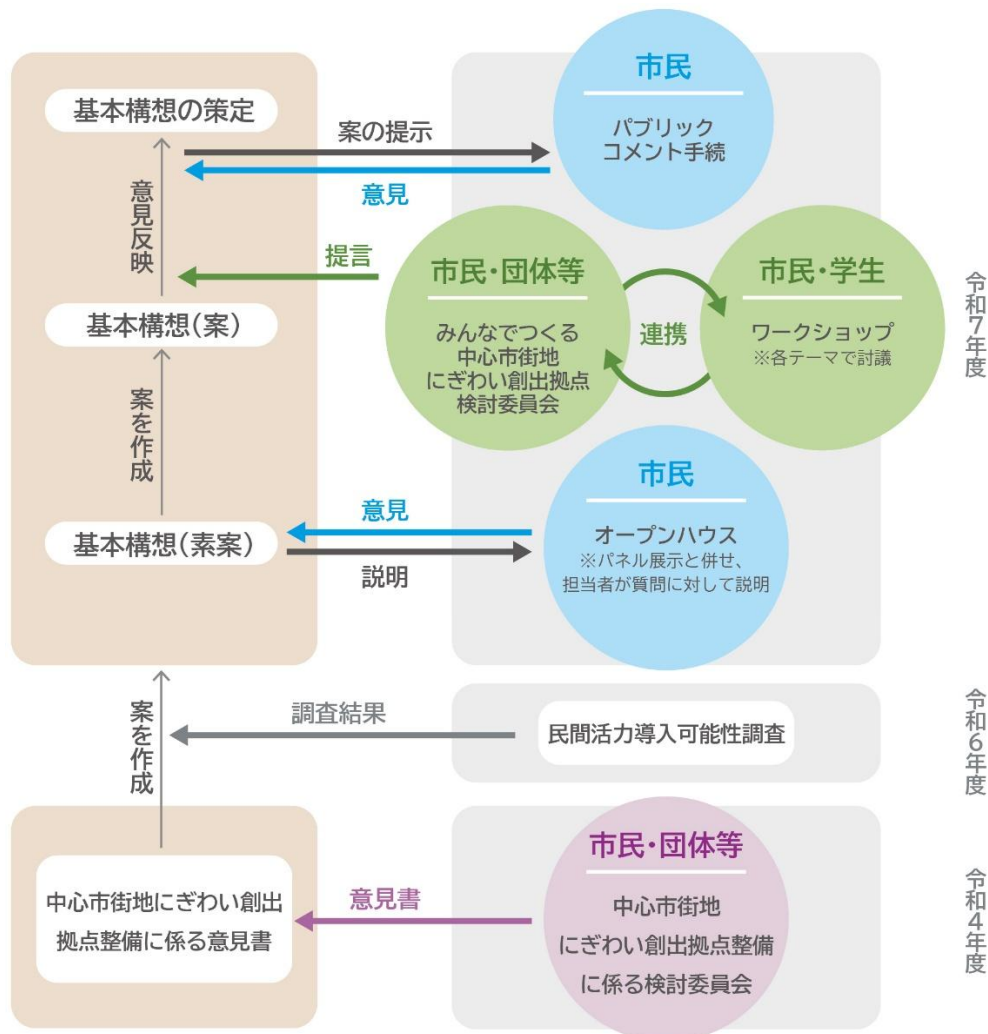 市民
パブリック
コメント手続
基本構想の策定
案の提示
意見
意見反映
提言
市民・団体等
みんなでつくる
中心市街地
にぎわい創出拠点
検討委員会
連携
市民・学生
ワークショップ
※各テーマで討議
令和7年度
基本構想(案)
案を作成
市民
オープンハウス
※パネル展示と併せ、
担当者が質問に対して説明
意見
基本構想(素案)
説明
案を作成
調査結果
民間活力導入可能性調査
令和6年度
中心市街地にぎわい創出
拠点整備に係る意見書
意見書
市民・団体等
中心市街地
にぎわい創出拠点整備
に係る検討委員会
令和4年度